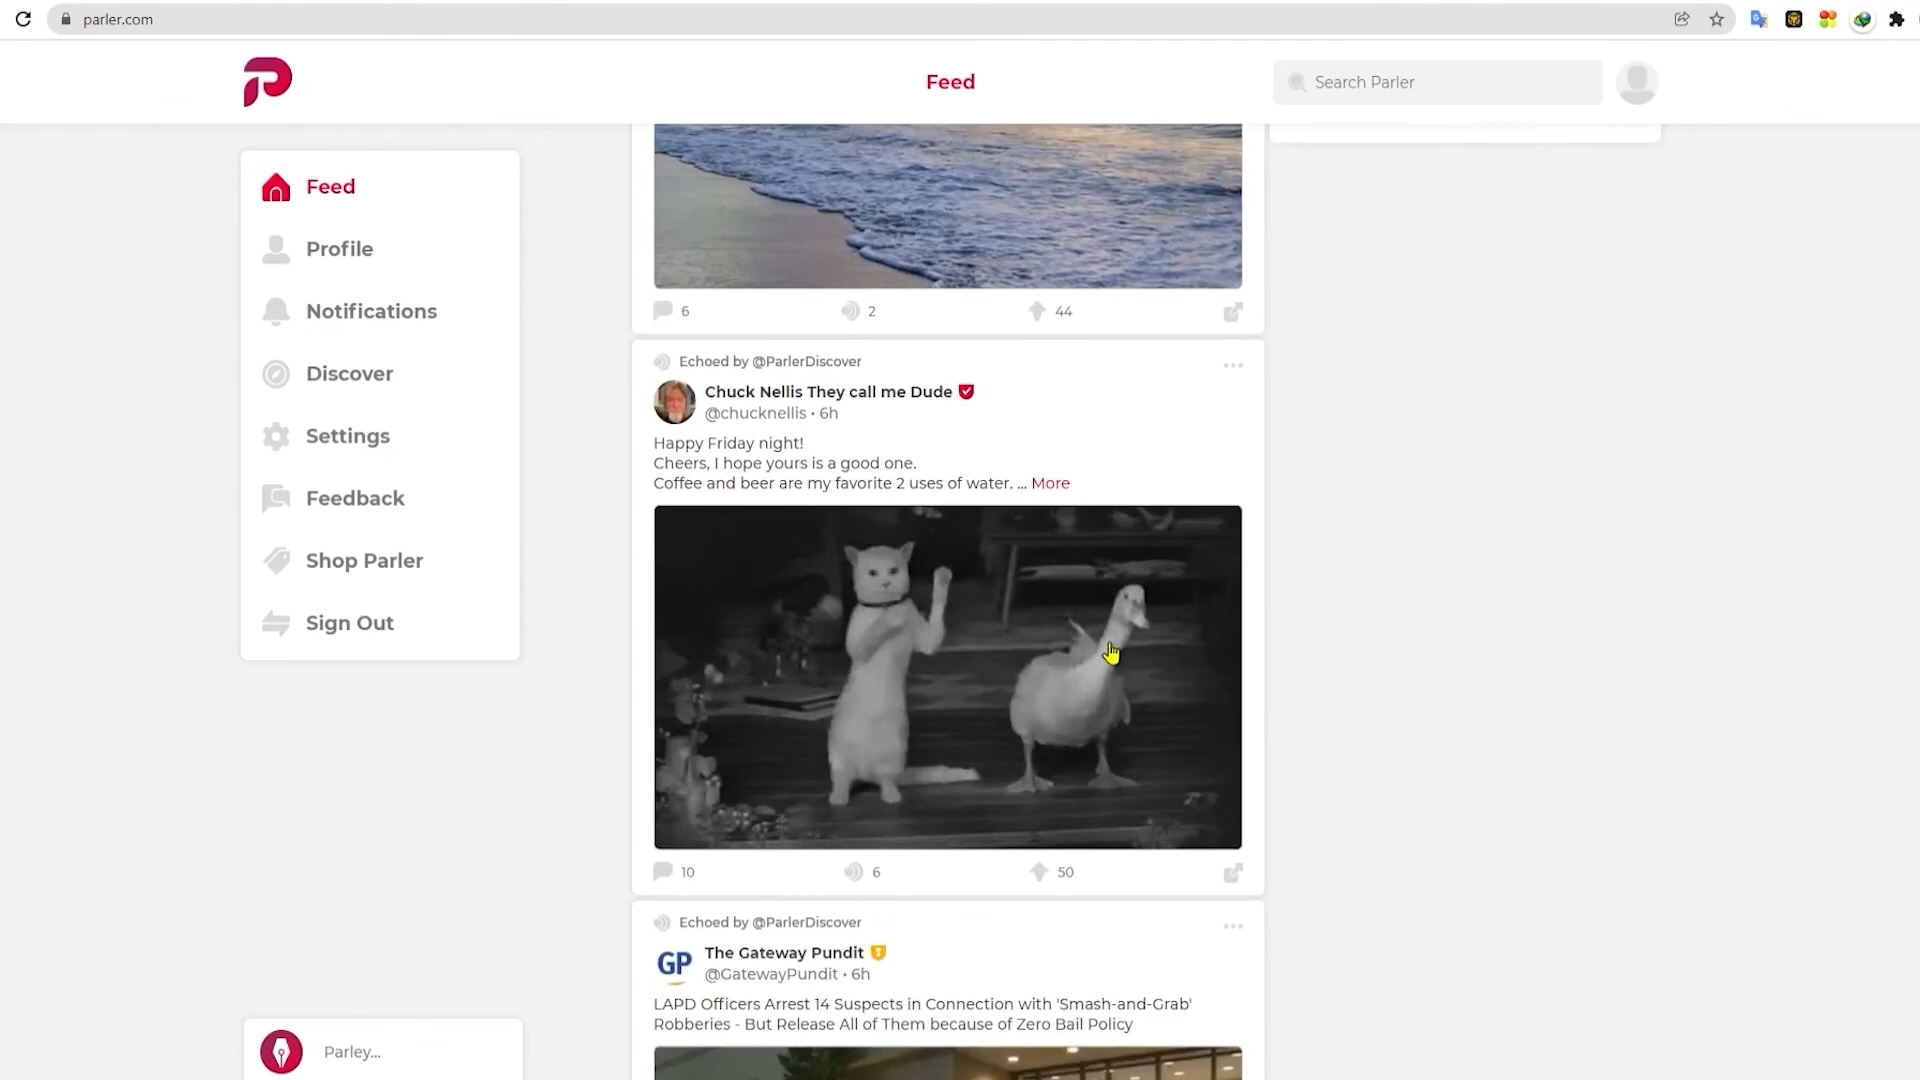 parler.com
Feed
Search Parler
Feed
Profile
Notifications
Discover
Settings
Feedback
Shop Parler
Sign Out
Parley...
6
2
44
Echoed by @ParlerDiscover
Chuck Nellis They call me Dude
@chucknellis • 6h
Happy Friday night!
Cheers, I hope yours is a good one.
Coffee and beer are my favorite 2 uses of water. ... More
10
6
50
Echoed by @ParlerDiscover
GP
The Gateway Pundit
@GatewayPundit • 6h
LAPD Officers Arrest 14 Suspects in Connection with 'Smash-and-Grab'
Robberies - But Release All of Them because of Zero Bail Policy